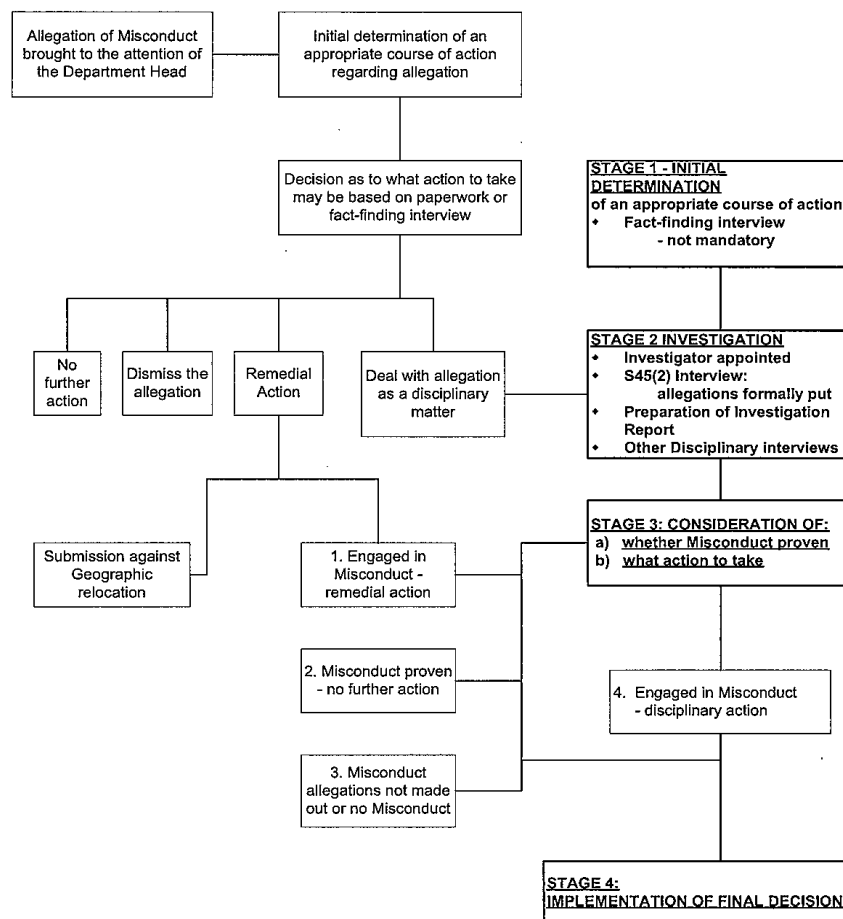 Allegation of Misconduct
brought to the attention of
the Department Head
Initial determination of an
appropriate course of action
regarding allegation
Decision as to what action to take
may be based on paperwork or
fact-finding interview
STAGE 1 - INITIAL
DETERMINATION
of an appropriate course of action
• Fact-finding interview
- not mandatory
No
further
action
Dismiss the
allegation
Remedial
Action
Deal with allegation
as a disciplinary
matter
STAGE 2 INVESTIGATION
• Investigator appointed
• S45(2) Interview:
allegations formally put
• Preparation of Investigation
Report
• Other Disciplinary interviews
Submission against
Geographic
relocation
1. Engaged in
Misconduct -
remedial action
STAGE 3: CONSIDERATION OF:
a) whether Misconduct proven
b) what action to take
2. Misconduct proven
- no further action
4. Engaged in Misconduct
- disciplinary action
3. Misconduct
allegations not made
out or no Misconduct
STAGE 4:
IMPLEMENTATION OF FINAL DECISION